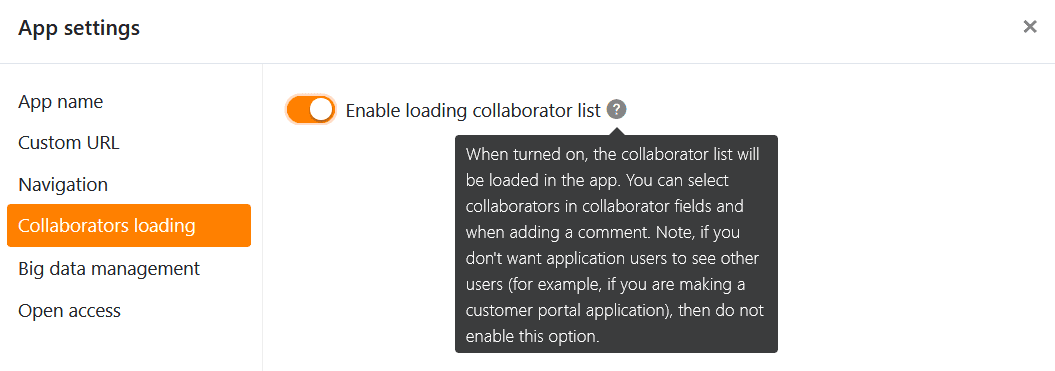 App settings
App name
Custom URL
Navigation
Collaborators loading
Big data management
Open access
Enable loading collaborator list ?
When turned on, the collaborator list will
be loaded in the app. You can select
collaborators in collaborator fields and
when adding a comment. Note, if you
don't want application users to see other
users (for example, if you are making a
customer portal application), then do not
enable this option.